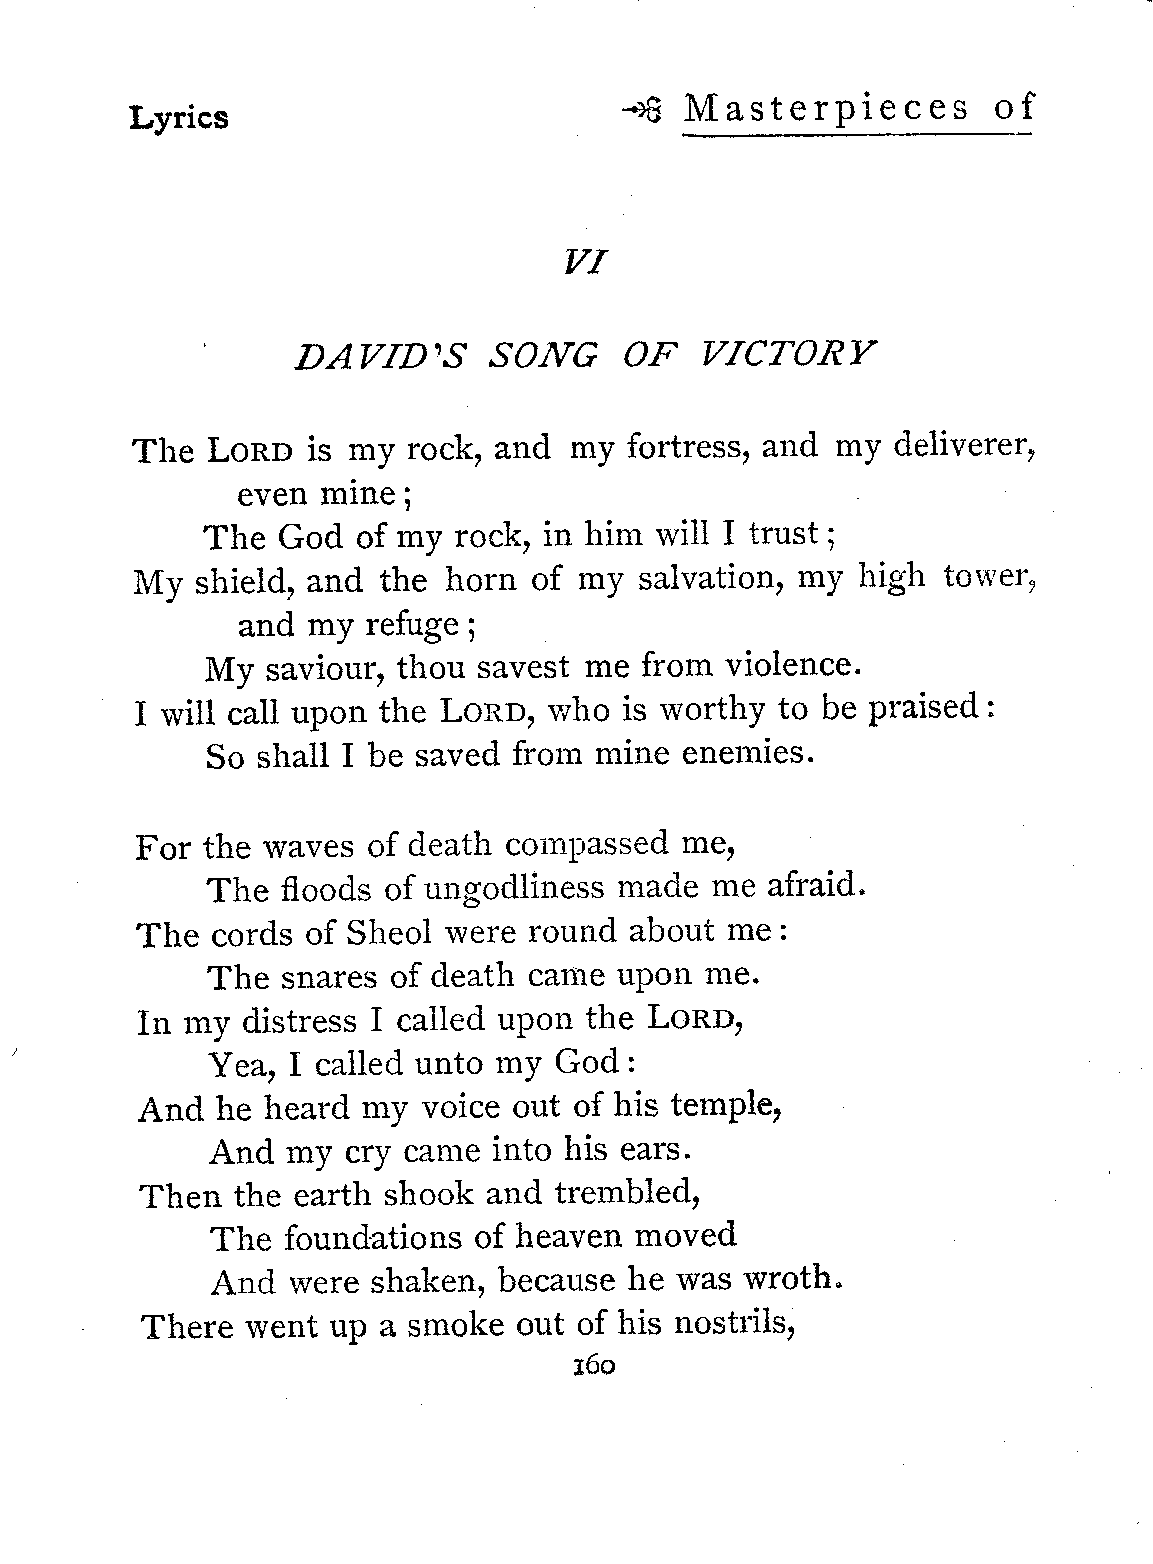 Lyrics Masterpieces of
VI
DAVID'S SONG OF VICTORY
The LORD is my rock, and my fortress, and my deliverer,
even mine;
The God of my rock, in him will I trust;
My shield, and the horn of my salvation, my high tower,
and my refuge;
My saviour, thou savest me from violence.
I will call upon the LORD, who is worthy to be praised:
So shall I be saved from mine enemies.
For the waves of death compassed me,
The floods of ungodliness made me afraid.
The cords of Sheol were round about me:
The snares of death came upon me.
In my distress I called upon the LORD,
Yea, I called unto my God:
And he heard my voice out of his temple,
And my cry came into his ears.
Then the earth shook and trembled,
The foundations of heaven moved
And were shaken, because he was wroth.
There went up a smoke out of his nostrils,
160